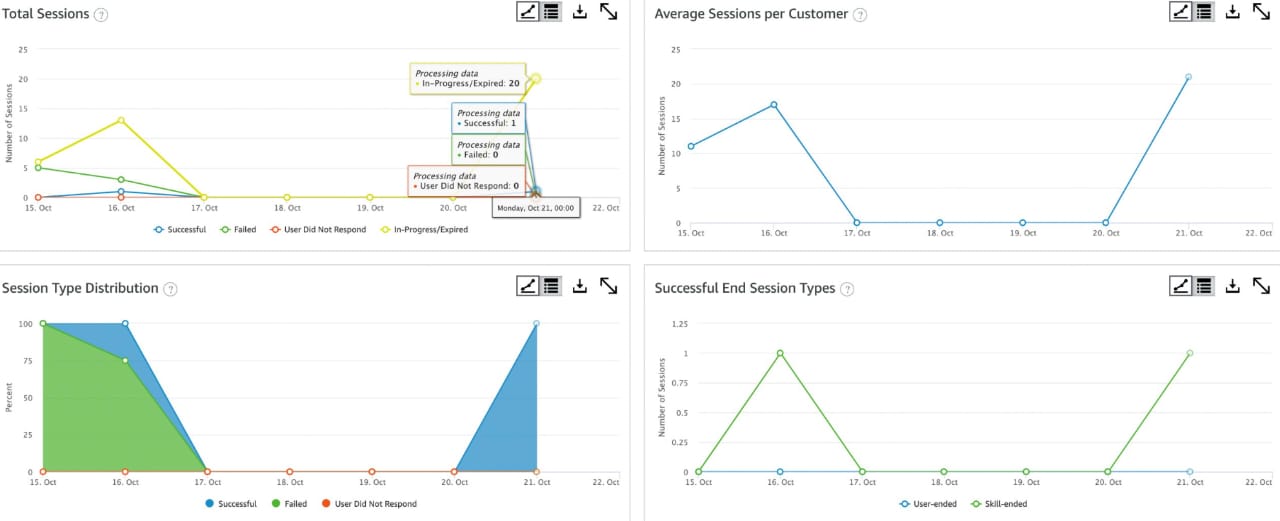 Total Sessions ?
Number of Sessions
25
20
15
10
5
0
Processing data
In-Progress/Expired: 20
Processing data
Successful: 1
Processing data
Failed: 0
Processing data
User Did Not Respond: 0
Monday, Oct 21, 00:00
15. Oct 16. Oct 17. Oct 18. Oct 19. Oct 20. Oct 22. Oct
Successful Failed User Did Not Respond In-Progress/Expired
Average Sessions per Customer ?
Number of Sessions
25
20
15
10
5
0
15. Oct 16. Oct 17. Oct 18. Oct 19. Oct 20. Oct 21. Oct 22. Oct
Session Type Distribution ?
Percent
100
75
50
25
0
15. Oct 16. Oct 17. Oct 18. Oct 19. Oct 20. Oct 21. Oct 22. Oct
Successful Failed User Did Not Respond
Successful End Session Types ?
Number of Sessions
1.25
1
0.75
0.5
0.25
0
15. Oct 16. Oct 17. Oct 18. Oct 19. Oct 20. Oct 21. Oct 22. Oct
User-ended Skill-ended